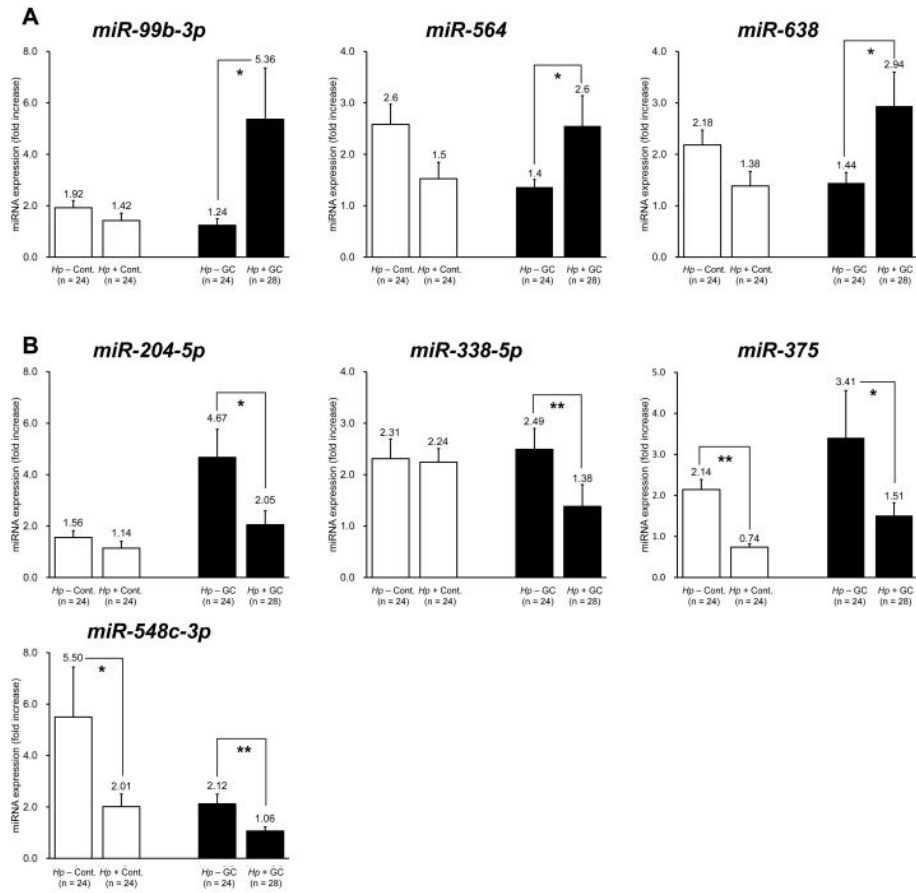 A
miR-99b-3p
miRNA expression (fold increase)
8.0
6.0
4.0
2.0
0.0
1.92
1.42
1.24
5.36
*
Hp – Cont. (n = 24)
Hp + Cont. (n = 24)
Hp – GC (n = 24)
Hp + GC (n = 28)
miR-564
miRNA expression (fold increase)
4.0
3.0
2.0
1.0
0.0
2.6
1.5
1.4
2.6
*
Hp – Cont. (n = 24)
Hp + Cont. (n = 24)
Hp – GC (n = 24)
Hp + GC (n = 28)
miR-638
miRNA expression (fold increase)
4.0
3.0
2.0
1.0
0.0
2.18
1.38
1.44
2.94
*
Hp – Cont. (n = 24)
Hp + Cont. (n = 24)
Hp – GC (n = 24)
Hp + GC (n = 28)
B
miR-204-5p
miRNA expression (fold increase)
8.0
6.0
4.0
2.0
0.0
1.56
1.14
4.67
2.05
*
Hp – Cont. (n = 24)
Hp + Cont. (n = 24)
Hp – GC (n = 24)
Hp + GC (n = 28)
miR-338-5p
miRNA expression (fold increase)
4.0
3.0
2.0
1.0
0.0
2.31
2.24
2.49
1.38
**
Hp – Cont. (n = 24)
Hp + Cont. (n = 24)
Hp – GC (n = 24)
Hp + GC (n = 28)
miR-375
miRNA expression (fold increase)
5.0
4.0
3.0
2.0
1.0
0.0
2.14
0.74
3.41
1.51
**
*
Hp – Cont. (n = 24)
Hp + Cont. (n = 24)
Hp – GC (n = 24)
Hp + GC (n = 28)
miR-548c-3p
miRNA expression (fold increase)
8.0
6.0
4.0
2.0
0.0
5.50
2.01
2.12
1.06
*
**
Hp – Cont. (n = 24)
Hp + Cont. (n = 24)
Hp – GC (n = 24)
Hp + GC (n = 28)